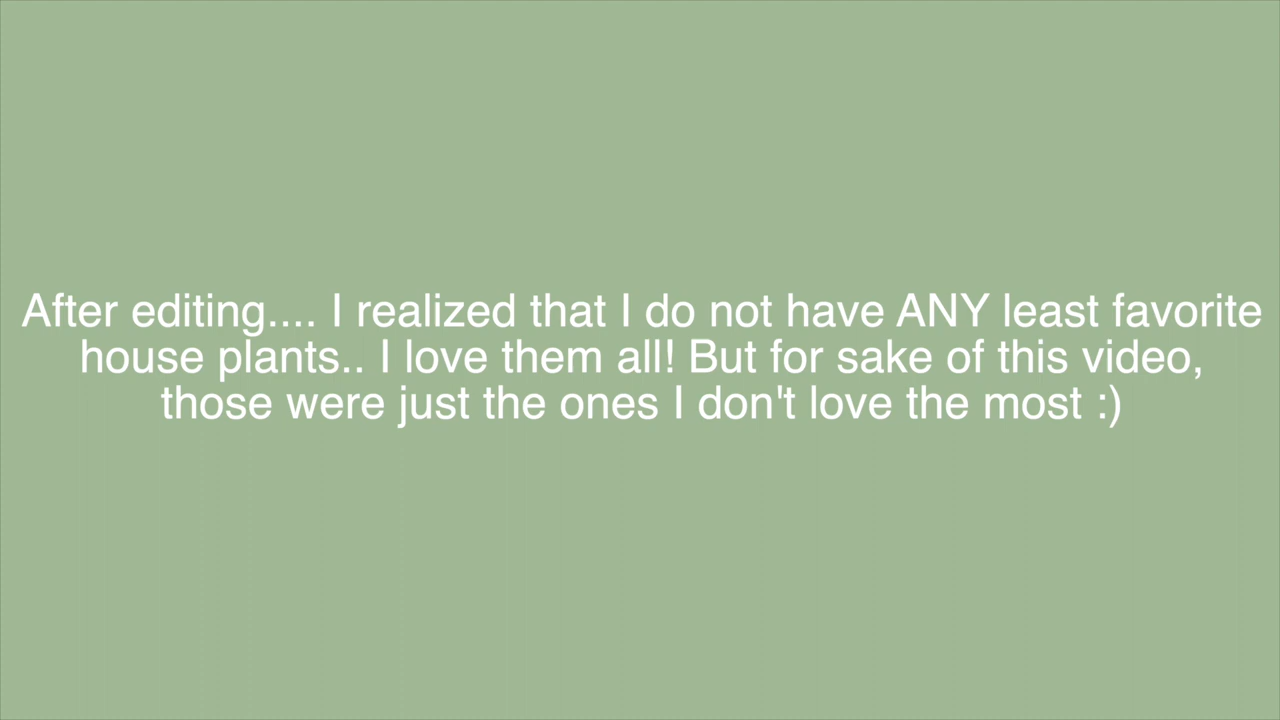 After editing.... I realized that I do not have ANY least favorite
house plants.. I love them all! But for sake of this video,
those were just the ones I don't love the most :)